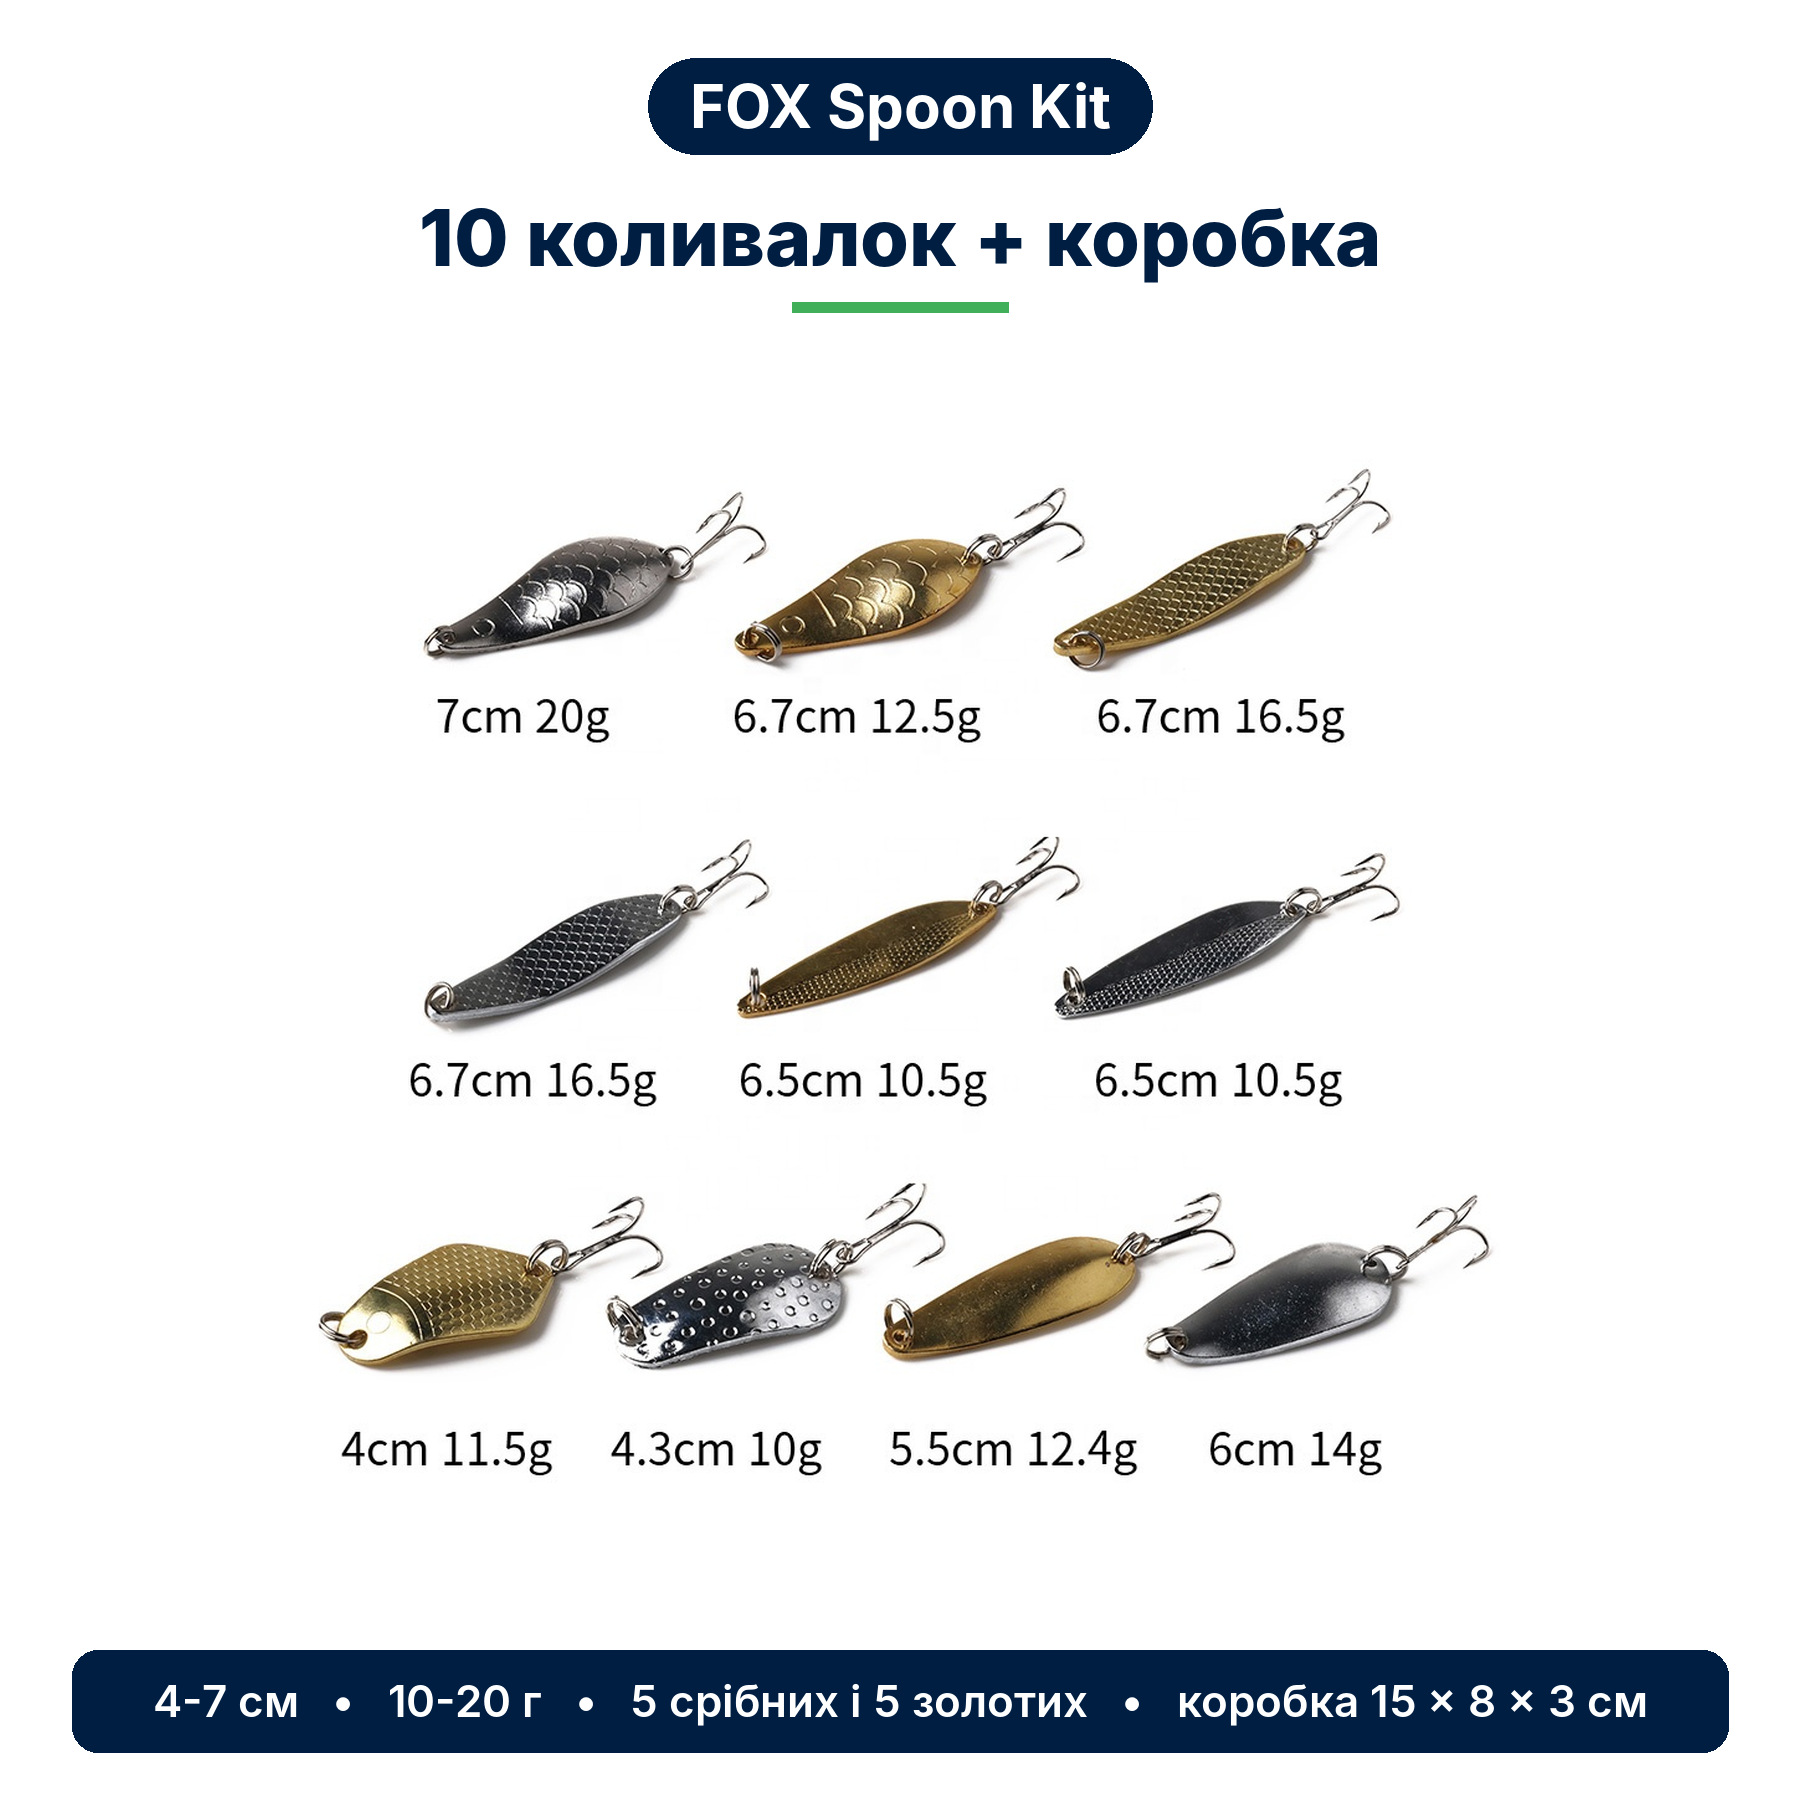 FOX Spoon Kit
10 коливалок + коробка
7cm 20g 6.7cm 12.5g 6.7cm 16.5g
6.7cm 16.5g 6.5cm 10.5g 6.5cm 10.5g
4cm 11.5g 4.3cm 10g 5.5cm 12.4g 6cm 14g
4-7 см • 10-20 г • 5 срібних і 5 золотих • коробка 15 × 8 × 3 см